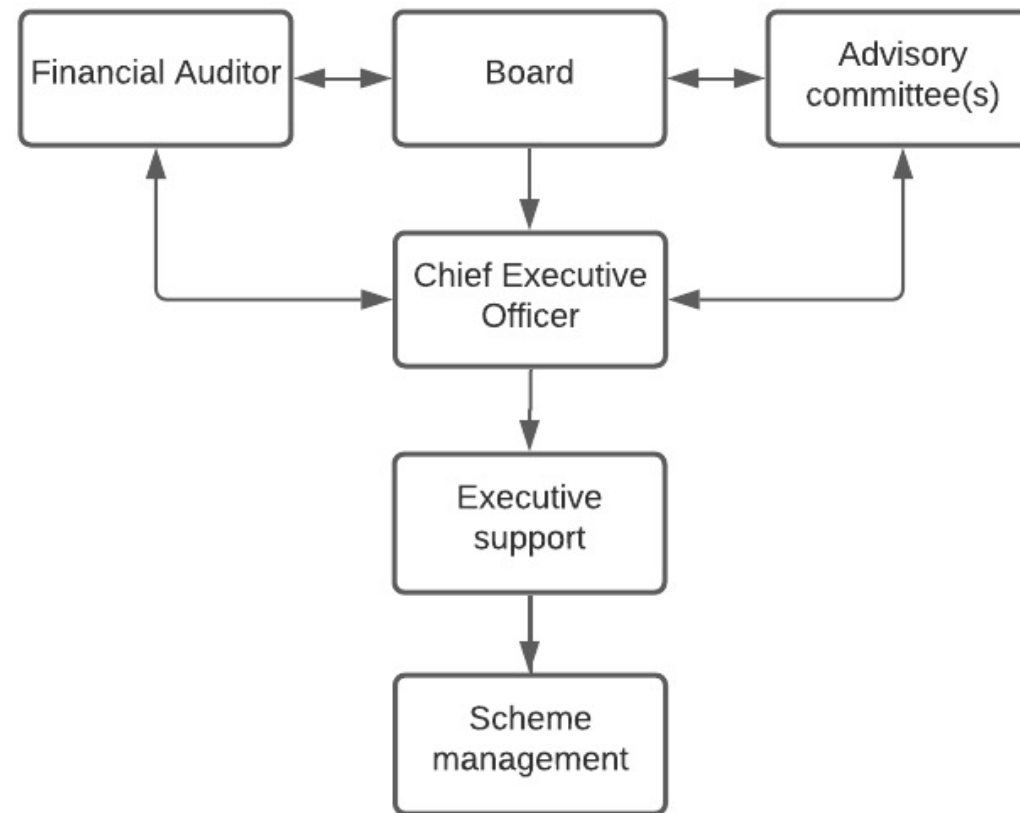 Financial Auditor
Board
Advisory
committee(s)
Chief Executive
Officer
Executive
support
Scheme
management